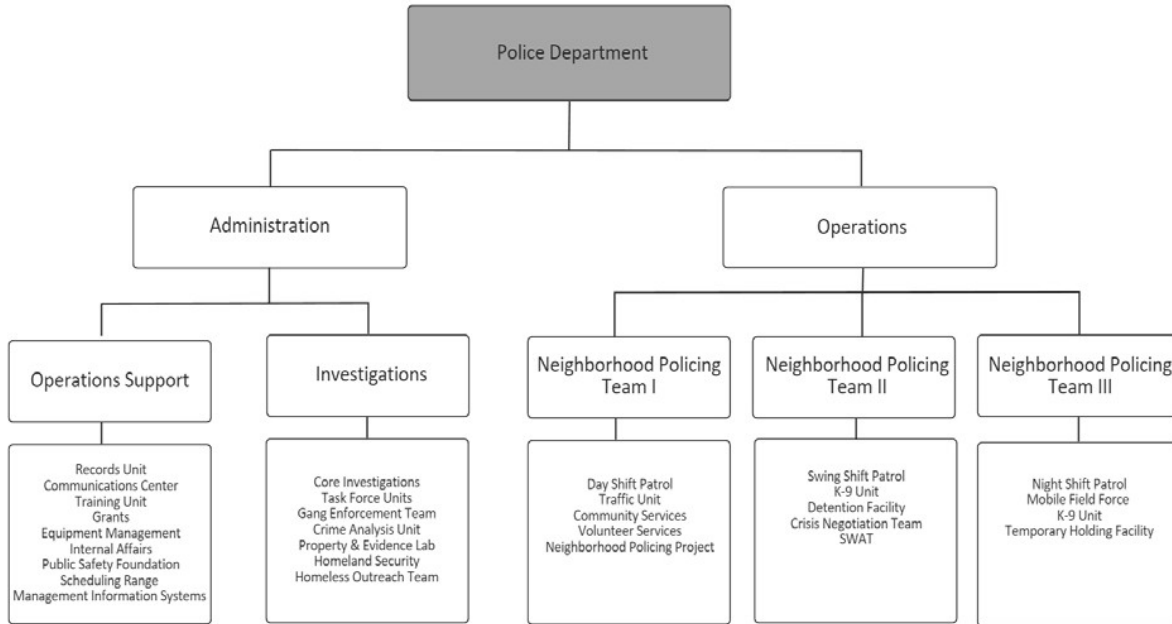 Police Department
Administration
Operations
Operations Support
Investigations
Neighborhood Policing
Team I
Neighborhood Policing
Team II
Neighborhood Policing
Team III
Records Unit
Communications Center
Training Unit
Grants
Equipment Management
Internal Affairs
Public Safety Foundation
Scheduling Range
Management Information Systems
Core Investigations
Task Force Units
Gang Enforcement Team
Crime Analysis Unit
Property & Evidence Lab
Homeland Security
Homeless Outreach Team
Day Shift Patrol
Traffic Unit
Community Services
Volunteer Services
Neighborhood Policing Project
Swing Shift Patrol
K-9 Unit
Detention Facility
Crisis Negotiation Team
SWAT
Night Shift Patrol
Mobile Field Force
K-9 Unit
Temporary Holding Facility